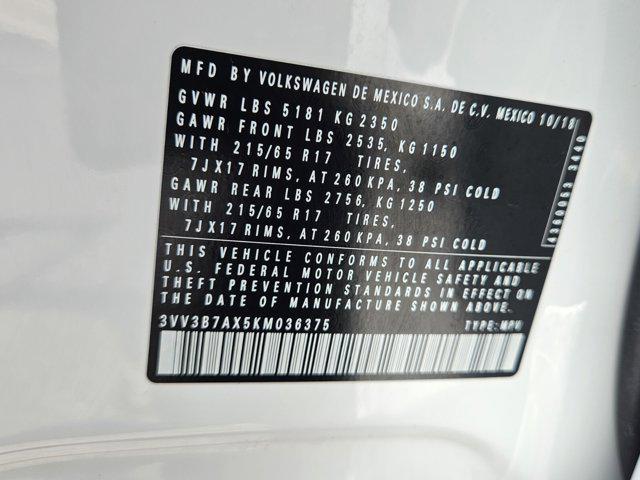 MFD BY VOLKSWAGEN DE MEXICO S.A. DE C.V. MEXICO 10/18
GVWR LBS 5181 KG 2350
GAWR FRONT LBS 2535, KG 1150
WITH 215/65 R17 TIRES,
7JX17 RIMS, AT 260 KPA, 38 PSI COLD
GAWR REAR LBS 2756, KG 1250
WITH 215/65 R17 TIRES,
7JX17 RIMS, AT 260 KPA, 38 PSI COLD
THIS VEHICLE CONFORMS TO ALL APPLICABLE
U.S. FEDERAL MOTOR VEHICLE SAFETY AND
THEFT PREVENTION STANDARDS IN EFFECT ON
THE DATE OF MANUFACTURE SHOWN ABOVE.
3VV3B7AX5KM036375 TYPE: MPV